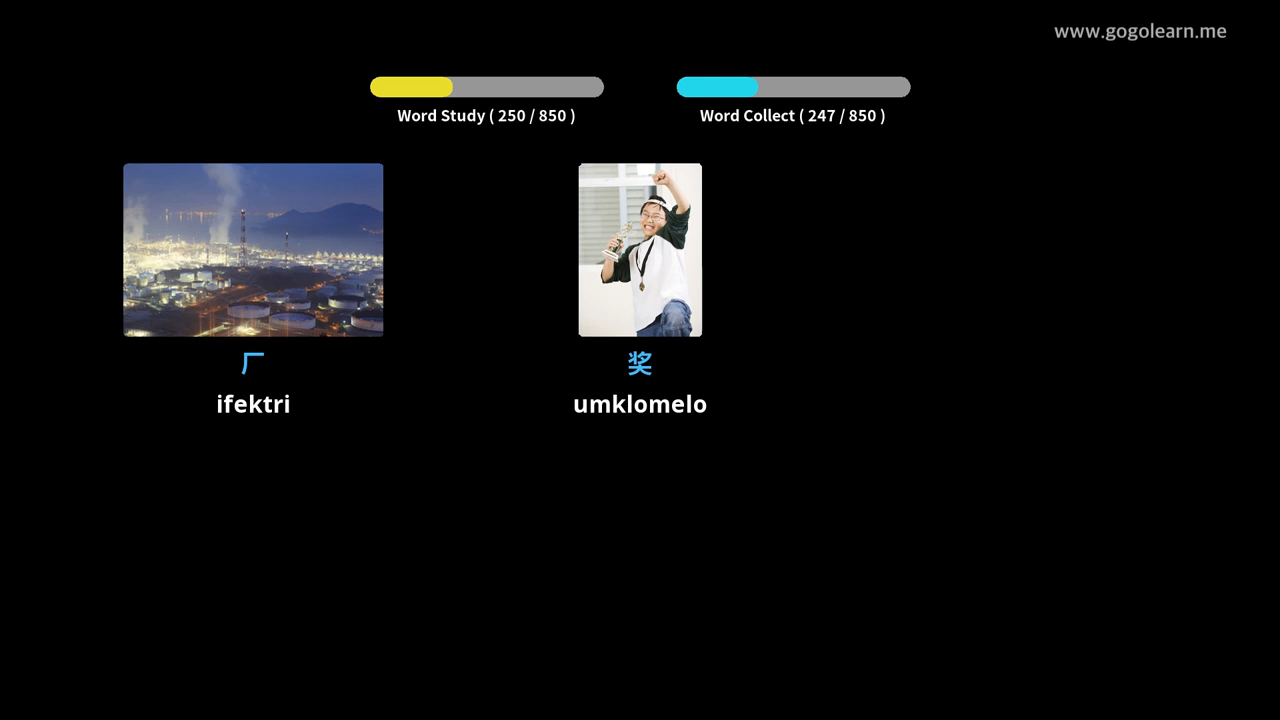 www.gogolearn.me
Word Study ( 250 / 850 )
Word Collect ( 247 / 850 )
厂
ifektri
奖
umklomelo